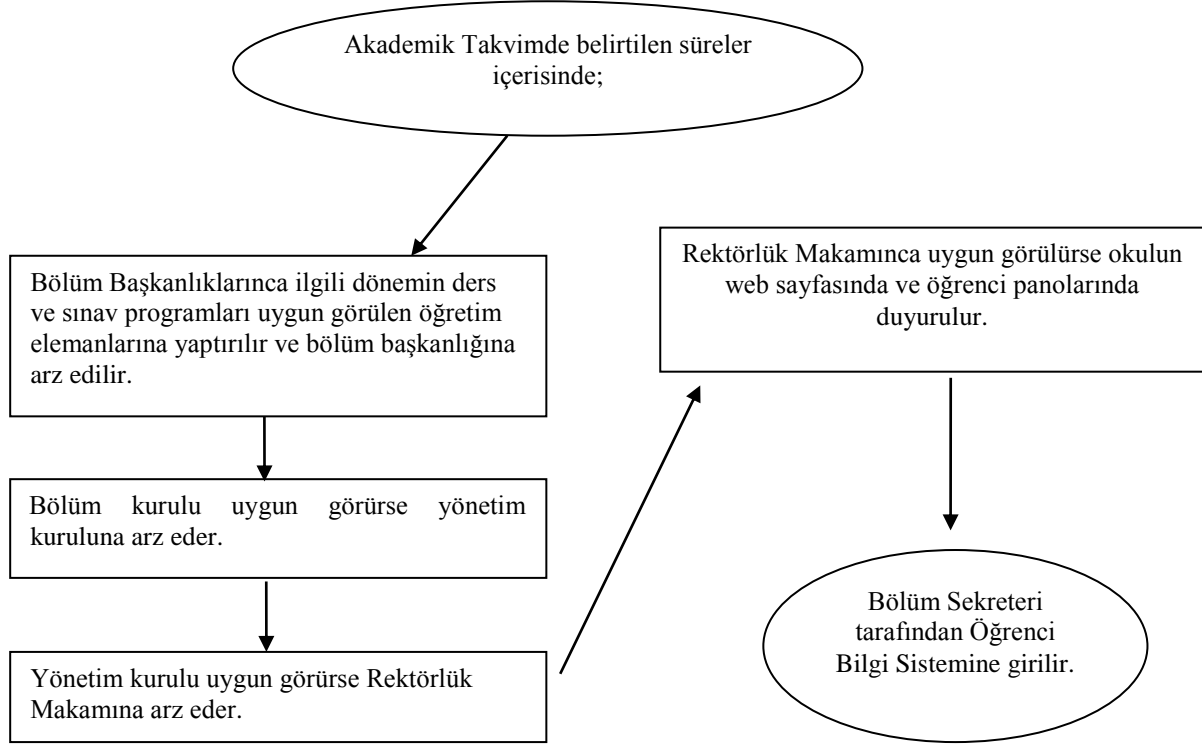 Akademik Takvimde belirtilen süreler
içerisinde;
Bölüm Başkanlıklarınca ilgili dönemin ders
ve sınav programları uygun görülen öğretim
elemanlarına yaptırılır ve bölüm başkanlığına
arz edilir.
Bölüm kurulu uygun görürse yönetim
kuruluna arz eder.
Yönetim kurulu uygun görürse Rektörlük
Makamına arz eder.
Rektörlük Makamınca uygun görülürse okulun
web sayfasında ve öğrenci panolarında
duyurulur.
Bölüm Sekreteri
tarafından Öğrenci
Bilgi Sistemine girilir.